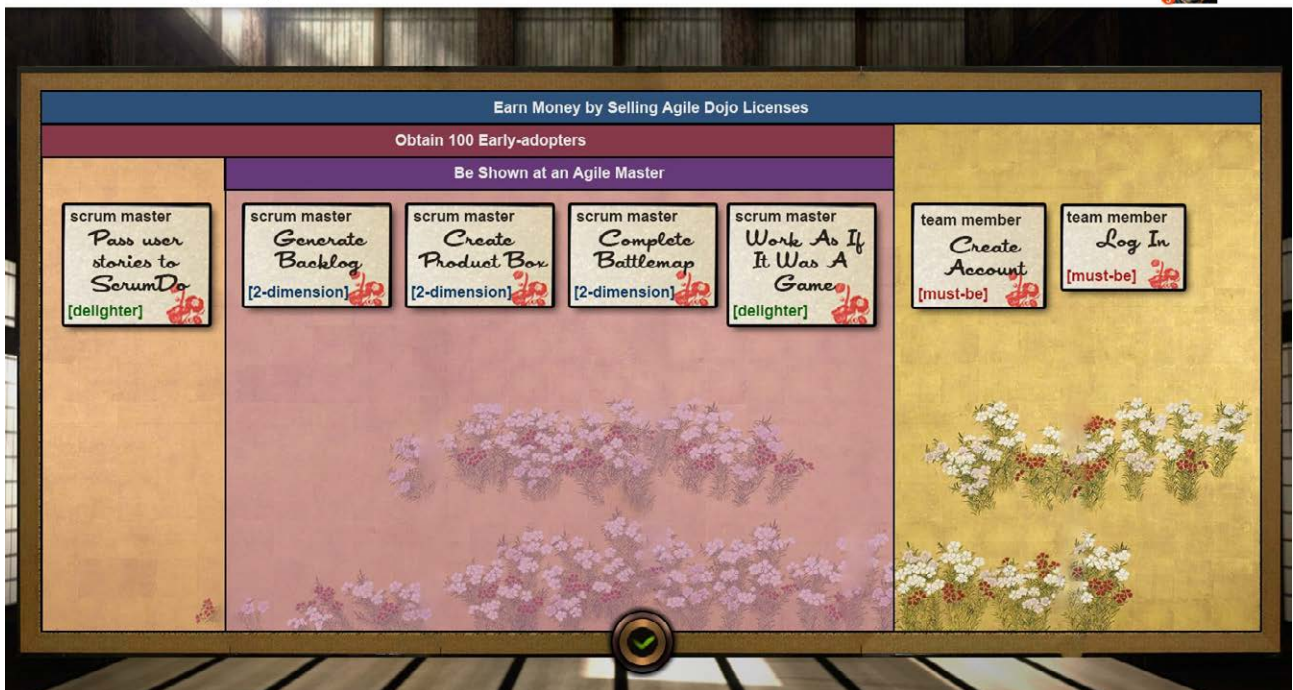 Earn Money by Selling Agile Dojo Licenses
Obtain 100 Early-adopters
Be Shown at an Agile Master
scrum master
Pass user
stories to
ScrumDo
[delighter]
scrum master
Generate
Backlog
[2-dimension]
scrum master
Create
Product Box
[2-dimension]
scrum master
Complete
Battlemap
[2-dimension]
scrum master
Work As If
It Was A
Game
[delighter]
team member
Create
Account
[must-be]
team member
Log In
[must-be]